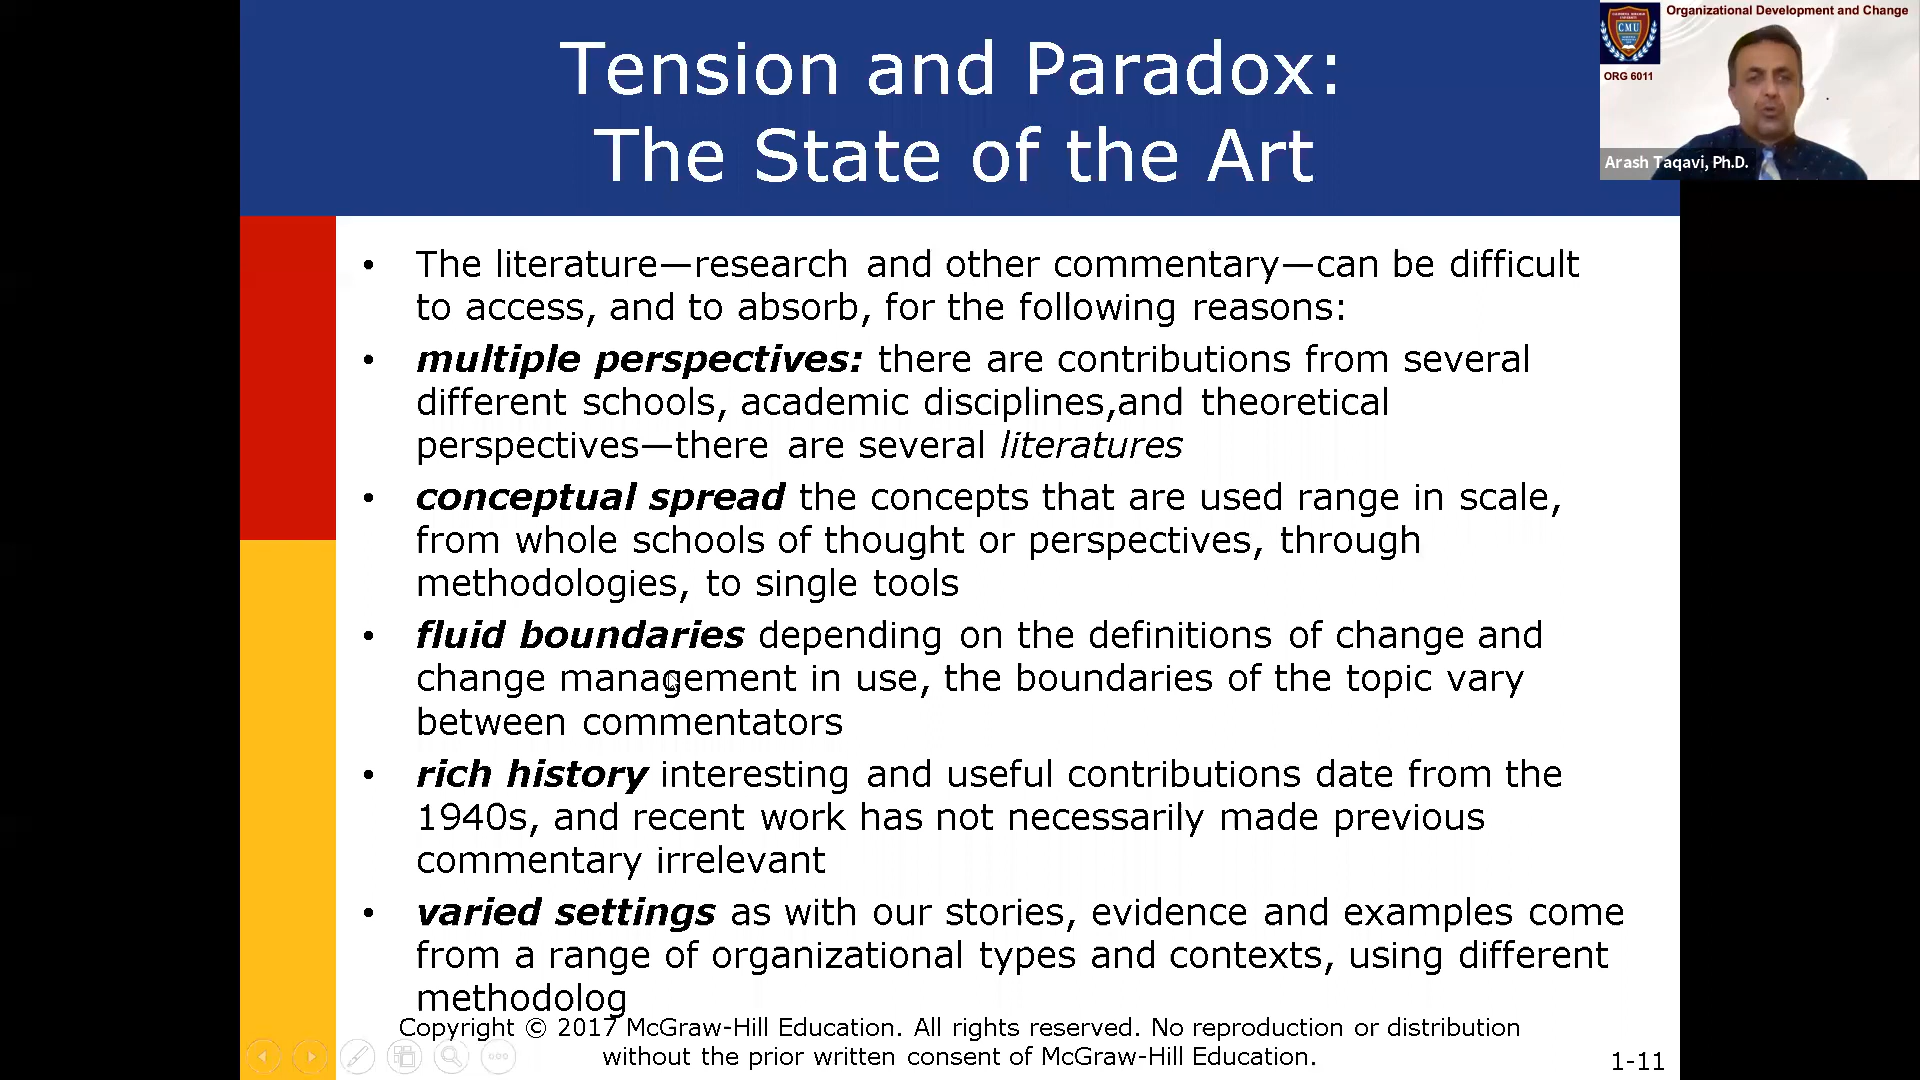 Tension and Paradox:
The State of the Art
Organizational Development and Change
CMU
ORG 6011
Arash Taqavi, Ph.D.
• The literature—research and other commentary—can be difficult
to access, and to absorb, for the following reasons:
• multiple perspectives: there are contributions from several
different schools, academic disciplines,and theoretical
perspectives—there are several literatures
• conceptual spread the concepts that are used range in scale,
from whole schools of thought or perspectives, through
methodologies, to single tools
• fluid boundaries depending on the definitions of change and
change management in use, the boundaries of the topic vary
between commentators
• rich history interesting and useful contributions date from the
1940s, and recent work has not necessarily made previous
commentary irrelevant
• varied settings as with our stories, evidence and examples come
from a range of organizational types and contexts, using different
methodolog
Copyright © 2017 McGraw-Hill Education. All rights reserved. No reproduction or distribution
without the prior written consent of McGraw-Hill Education.
1-11